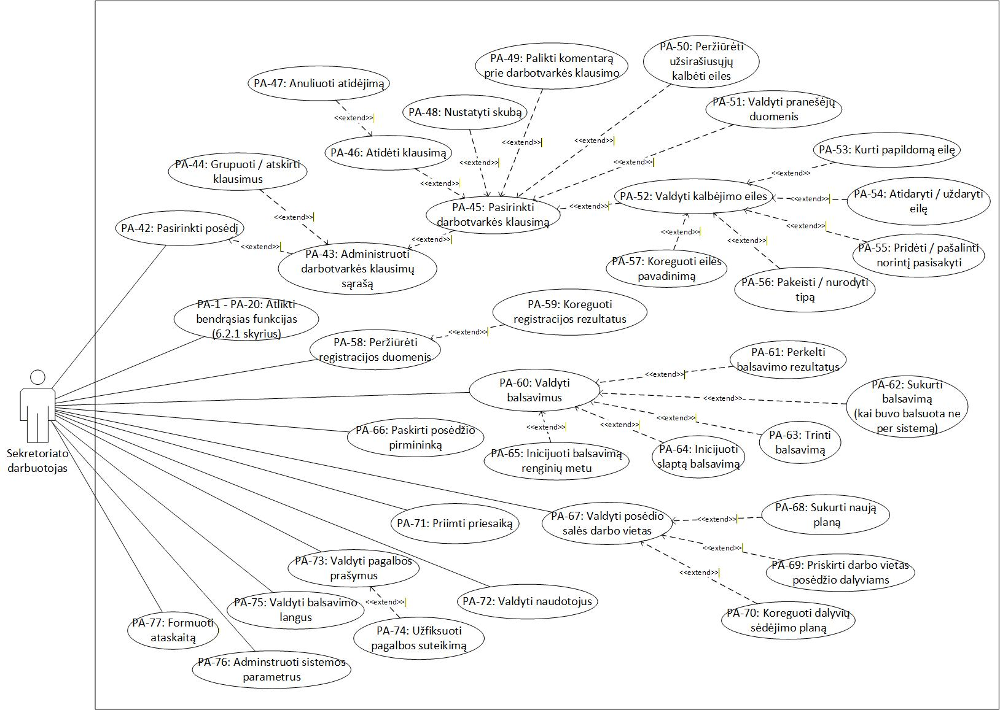 PA-50: Peržiūrėti
užsirašiusųjų
kalbėti eiles
PA-49: Palikti komentarą
prie darbotvarkės klausimo
PA-47: Anuliuoti atidėjimą
PA-51: Valdyti pranešėjų
duomenis
PA-48: Nustatyti skubą
<<extend>>
<<extend>>
<<extend>>
PA-53: Kurti papildomą eilę
PA-46: Atidėti klausimą
<<extend>>
<<extend>>
PA-44: Grupuoti / atskirti
klausimus
<<extend>>
<<extend>>
PA-52: Valdyti kalbėjimo eiles
<<extend>>
PA-54: Atidaryti / uždaryti
eilę
PA-45: Pasirinkti
darbotvarkės klausimą
<<extend>>
<<extend>>
<<extend>>
PA-42: Pasirinkti posėdį
<<extend>>
<<extend>>
<<extend>>
<<extend>>
PA-55: Pridėti / pašalinti
norintį pasisakyti
PA-43: Administruoti
darbotvarkės klausimų
sąrašą
PA-57: Koreguoti eilės
pavadinimą
PA-56: Pakeisti / nurodyti
tipą
PA-1 - PA-20: Atlikti
bendrąsias funkcijas
(6.2.1 skyrius)
PA-59: Koreguoti
registracijos rezultatus
<<extend>>
PA-58: Peržiūrėti
registracijos duomenis
PA-61: Perkelti
balsavimo rezultatus
<<extend>>
PA-60: Valdyti
balsavimus
PA-62: Sukurti
balsavimą
(kai buvo balsuota ne
per sistemą)
<<extend>>
<<extend>>
<<extend>>
<<extend>>
PA-66: Paskirti posėdžio
pirmininką
PA-63: Trinti
balsavimą
PA-64: Inicijuoti
slaptą balsavimą
PA-65: Inicijuoti balsavimą
renginių metu
Sekretoriato
darbuotojas
PA-68: Sukurti naują
planą
PA-67: Valdyti posėdio
salės darbo vietas
<<extend>>
PA-71: Priimti priesaiką
<<extend>>
PA-69: Priskirti darbo vietas
posėdžio dalyviams
<<extend>>
PA-73: Valdyti pagalbos
prašymus
PA-72: Valdyti naudotojus
PA-75: Valdyti balsavimo
langus
<<extend>>
PA-70: Koreguoti dalyvių
sėdėjimo planą
PA-77: Formuoti
ataskaitą
PA-74: Užfiksuoti
pagalbos suteikimą
PA-76: Adminstruoti sistemos
parametrus